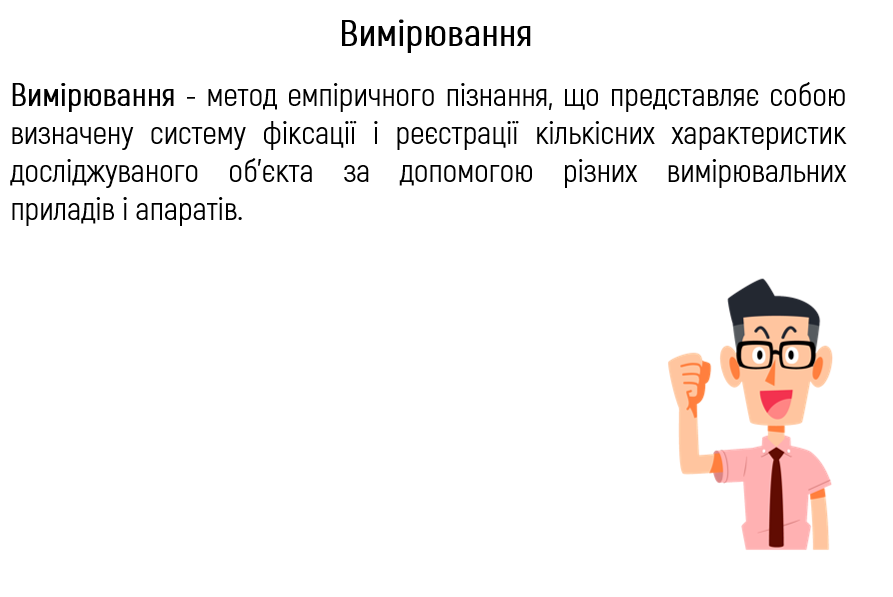 Вимірювання
Вимірювання - метод емпіричного пізнання, що представляє собою
визначену систему фіксації і реєстрації кількісних характеристик
досліджуваного об’єкта за допомогою різних вимірювальних
приладів і апаратів.